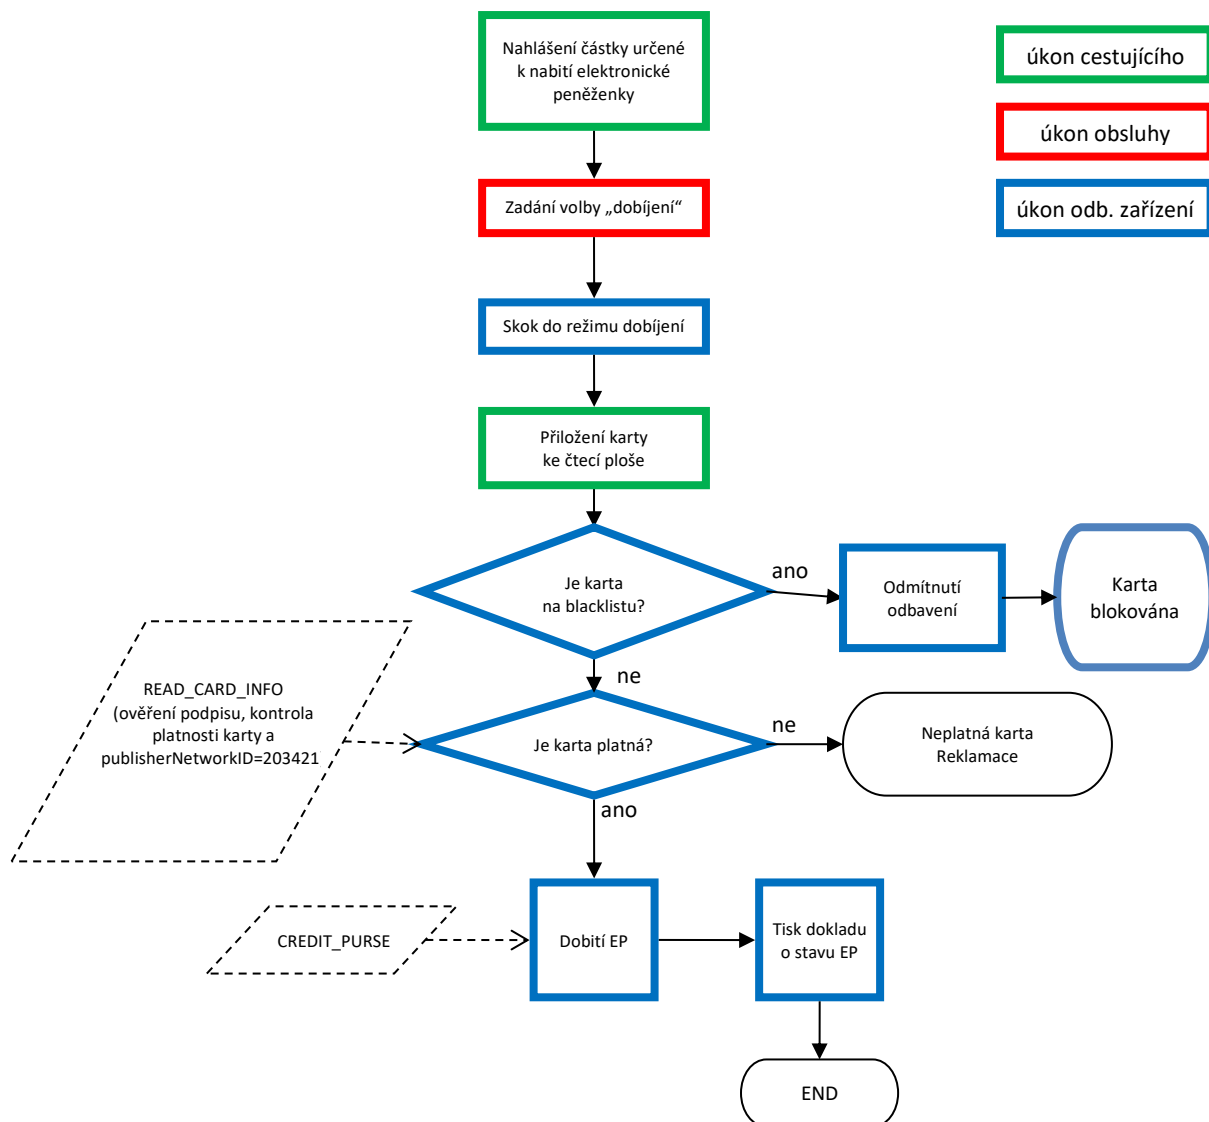 Nahlášení částky určené
k nabití elektronické
peněženky
úkon cestujícího
úkon obsluhy
úkon odb. zařízení
Zadání volby „dobíjení“
Skok do režimu dobíjení
Přiložení karty
ke čtecí ploše
Je karta
na blacklistu?
ano
Odmítnutí
odbavení
Karta
blokována
ne
READ_CARD_INFO
(ověření podpisu, kontrola
platnosti karty a
publisherNetworkID=203421
Je karta platná?
ne
Neplatná karta
Reklamace
ano
CREDIT_PURSE
Dobití EP
Tisk dokladu
o stavu EP
END